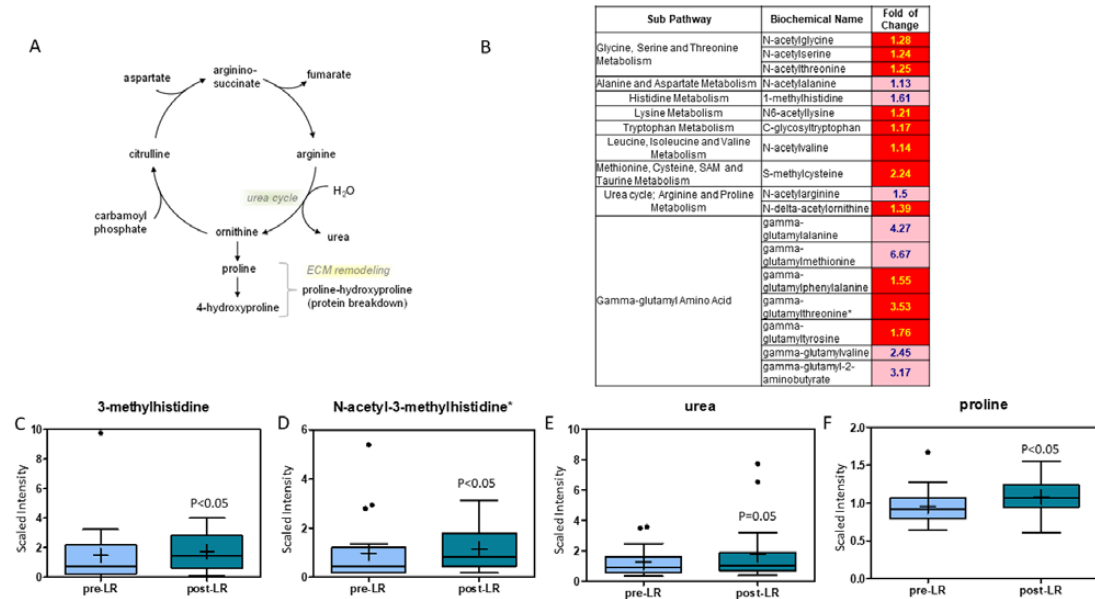 A
aspartate
arginino-
succinate
fumarate
citrulline
arginine
urea cycle
H2O
carbamoyl
phosphate
ornithine
urea
proline
ECM remodeling
proline-hydroxyproline
(protein breakdown)
4-hydroxyproline
B
Sub Pathway Biochemical Name Fold of
Change
Glycine, Serine and Threonine
Metabolism
N-acetylglycine 1.28
N-acetylserine 1.24
N-acetylthreonine 1.25
Alanine and Aspartate Metabolism N-acetylalanine 1.13
Histidine Metabolism 1-methylhistidine 1.61
Lysine Metabolism N6-acetyllysine 1.21
Tryptophan Metabolism C-glycosyltryptophan 1.17
Leucine, Isoleucine and Valine
Metabolism
N-acetylvaline 1.14
Methionine, Cysteine, SAM and
Taurine Metabolism
S-methylcysteine 2.24
Urea cycle; Arginine and Proline
Metabolism
N-acetylarginine 1.5
N-delta-acetylornithine 1.39
Gamma-glutamyl Amino Acid
gamma-
glutamylalanine 4.27
gamma-
glutamylmethionine 6.67
gamma-
glutamylphenylalanine 1.55
gamma-
glutamylthreonine* 3.53
gamma-
glutamyltyrosine 1.76
gamma-glutamylvaline 2.45
gamma-glutamyl-2-
aminobutyrate 3.17
C
3-methylhistidine
Scaled Intensity
10
8
6
4
2
0
P<0.05
pre-LR post-LR
D
N-acetyl-3-methylhistidine*
Scaled Intensity
6
4
2
0
P<0.05
pre-LR post-LR
E
urea
Scaled Intensity
10
8
6
4
2
0
P=0.05
pre-LR post-LR
F
proline
Scaled Intensity
2.0
1.5
1.0
0.5
0.0
P<0.05
pre-LR post-LR